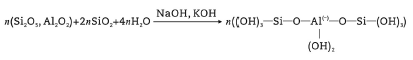 n(Si₂O₅, Al₂O₂)+2nSiO₂+4nH₂O NaOH, KOH → n((OH)₃–Si–O–Al⁽⁻⁾–O–Si–(OH)₃)
|
(OH)₂